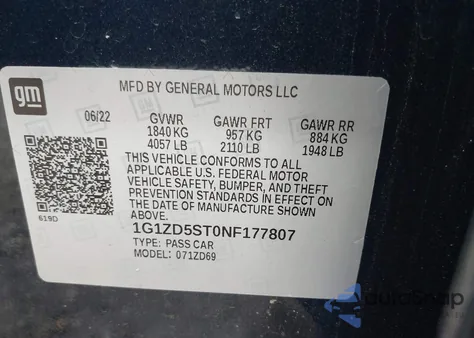 gm
MFD BY GENERAL MOTORS LLC
06/22 GVWR GAWR FRT GAWR RR
1840 KG 957 KG 884 KG
4057 LB 2110 LB 1948 LB
THIS VEHICLE CONFORMS TO ALL
APPLICABLE U.S. FEDERAL MOTOR
VEHICLE SAFETY, BUMPER, AND THEFT
PREVENTION STANDARDS IN EFFECT ON
THE DATE OF MANUFACTURE SHOWN
ABOVE.
619D
1G1ZD5ST0NF177807
TYPE: PASS CAR
MODEL: 071ZD69